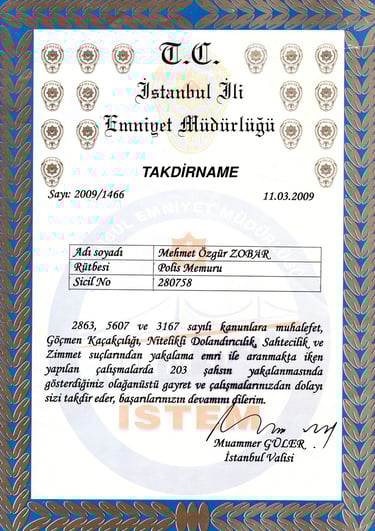 T.C.
İstanbul İli
Emniyet Müdürlüğü
TAKDİRNAME
Sayı: 2009/1466 11.03.2009
Adı soyadı Mehmet Özgür ZOBAR
Rütbesi Polis Memuru
Sicil No 280758
2863, 5607 ve 3167 sayılı kanunlara muhalefet,
Göçmen Kaçakcılığı, Nitelikli Dolandırıcılık, Sahtecilik ve
Zimmet suçlarından yakalama emri ile aranmakta iken
yapılan çalışmalarda 203 şahsın yakalanmasında
gösterdiğiniz olağanüstü gayret ve çalışmalarınızdan dolayı
sizi takdir eder, başarılarınızın devamını dilerim.
İSTEM
Muammer GÜLER
İstanbul Valisi